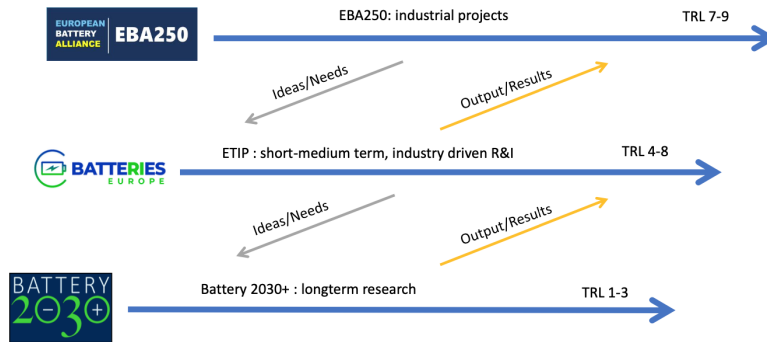 EUROPEAN
BATTERY
ALLIANCE
EBA250
EBA250: industrial projects
TRL 7-9
Ideas/Needs
Output/Results
BATTERIES
EUROPE
ETIP : short-medium term, industry driven R&I
TRL 4-8
Ideas/Needs
Output/Results
BATTERY
2030+
Battery 2030+ : longterm research
TRL 1-3